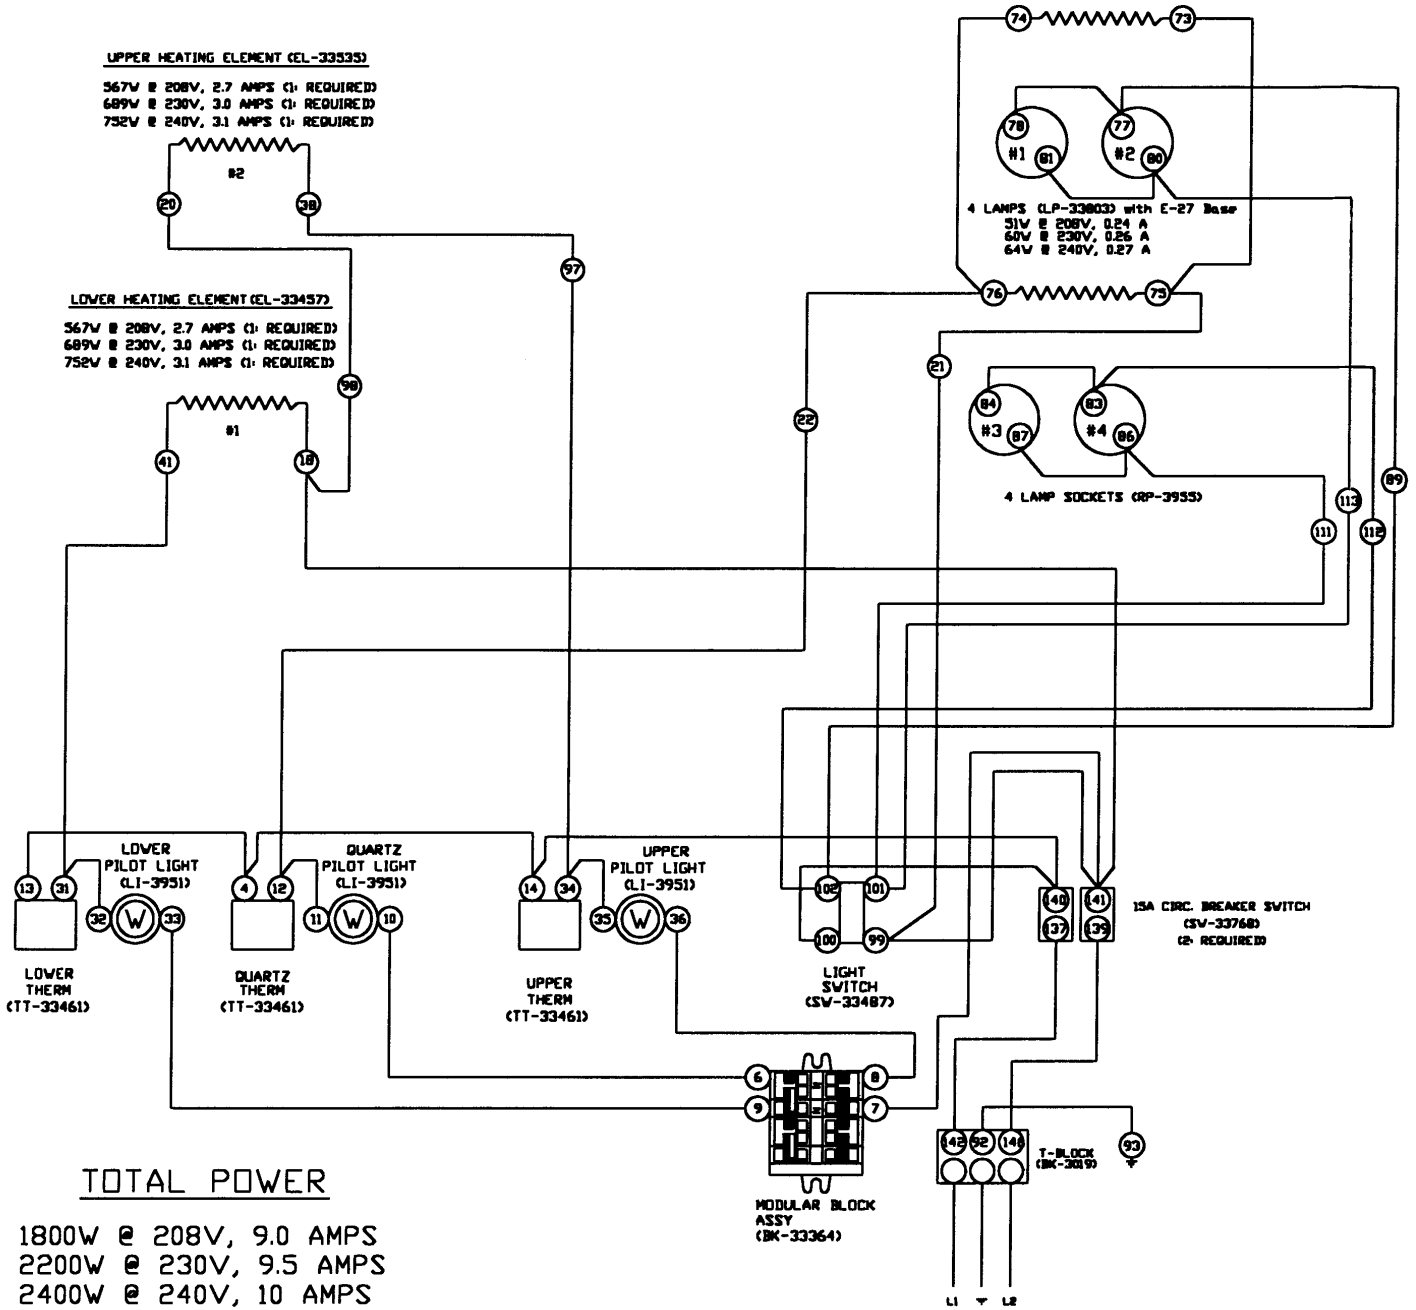 74
73
UPPER HEATING ELEMENT (EL-33535)
567W @ 208V, 2.7 AMPS (1: REQUIRED)
689W @ 230V, 3.0 AMPS (1: REQUIRED)
752W @ 240V, 3.1 AMPS (1: REQUIRED)
#2
20
38
78
#1
81
77
#2
80
4 LAMPS (LP-33803) with E-27 Base
51W @ 208V, 0.24 A
60W @ 230V, 0.26 A
64W @ 240V, 0.27 A
97
76
75
LOWER HEATING ELEMENT (EL-33457)
567W @ 208V, 2.7 AMPS (1: REQUIRED)
689W @ 230V, 3.0 AMPS (1: REQUIRED)
752W @ 240V, 3.1 AMPS (1: REQUIRED)
98
#1
41
18
21
22
84
#3
87
83
#4
86
4 LAMP SOCKETS (RP-3955)
89
113
111
112
LOWER
PILOT LIGHT
(LI-3951)
QUARTZ
PILOT LIGHT
(LI-3951)
UPPER
PILOT LIGHT
(LI-3951)
13
31
32
W
33
4
12
11
W
10
14
34
35
W
36
102
101
100
99
140
141
137
139
15A CIRC. BREAKER SWITCH
(SW-33768)
(2: REQUIRED)
LOWER
THERM
(TT-33461)
QUARTZ
THERM
(TT-33461)
UPPER
THERM
(TT-33461)
LIGHT
SWITCH
(SW-33487)
6
8
9
7
142
92
146
93
T-BLOCK
(BK-3019)
MODULAR BLOCK
ASSY
(BK-33364)
L1
L2
TOTAL POWER
1800W @ 208V, 9.0 AMPS
2200W @ 230V, 9.5 AMPS
2400W @ 240V, 10 AMPS